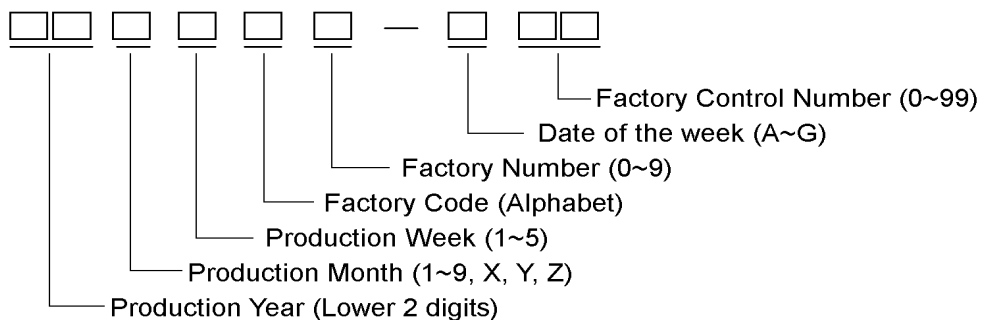 Factory Control Number (0~99)
Date of the week (A~G)
Factory Number (0~9)
Factory Code (Alphabet)
Production Week (1~5)
Production Month (1~9, X, Y, Z)
Production Year (Lower 2 digits)